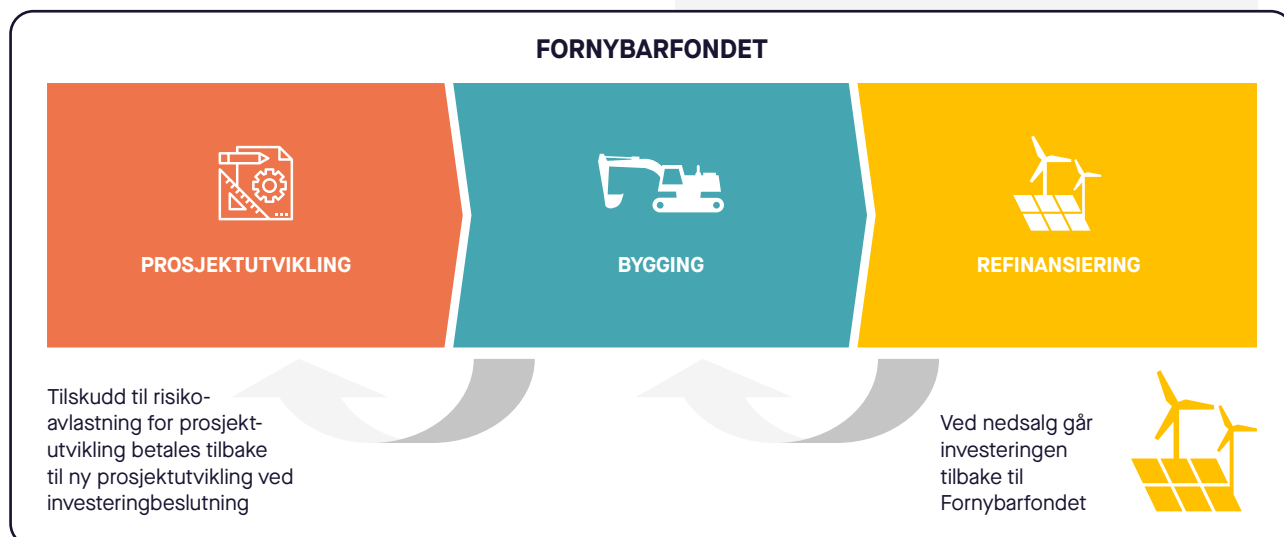 FORNYBARFONDET
PROSJEKTUTVIKLING
BYGGING
REFINANSIERING
Tilskudd til risiko-
avlastning for prosjekt-
utvikling betales tilbake
til ny prosjektutvikling ved
investeringbeslutning
Ved nedsalg går
investeringen
tilbake til
Fornybarfondet